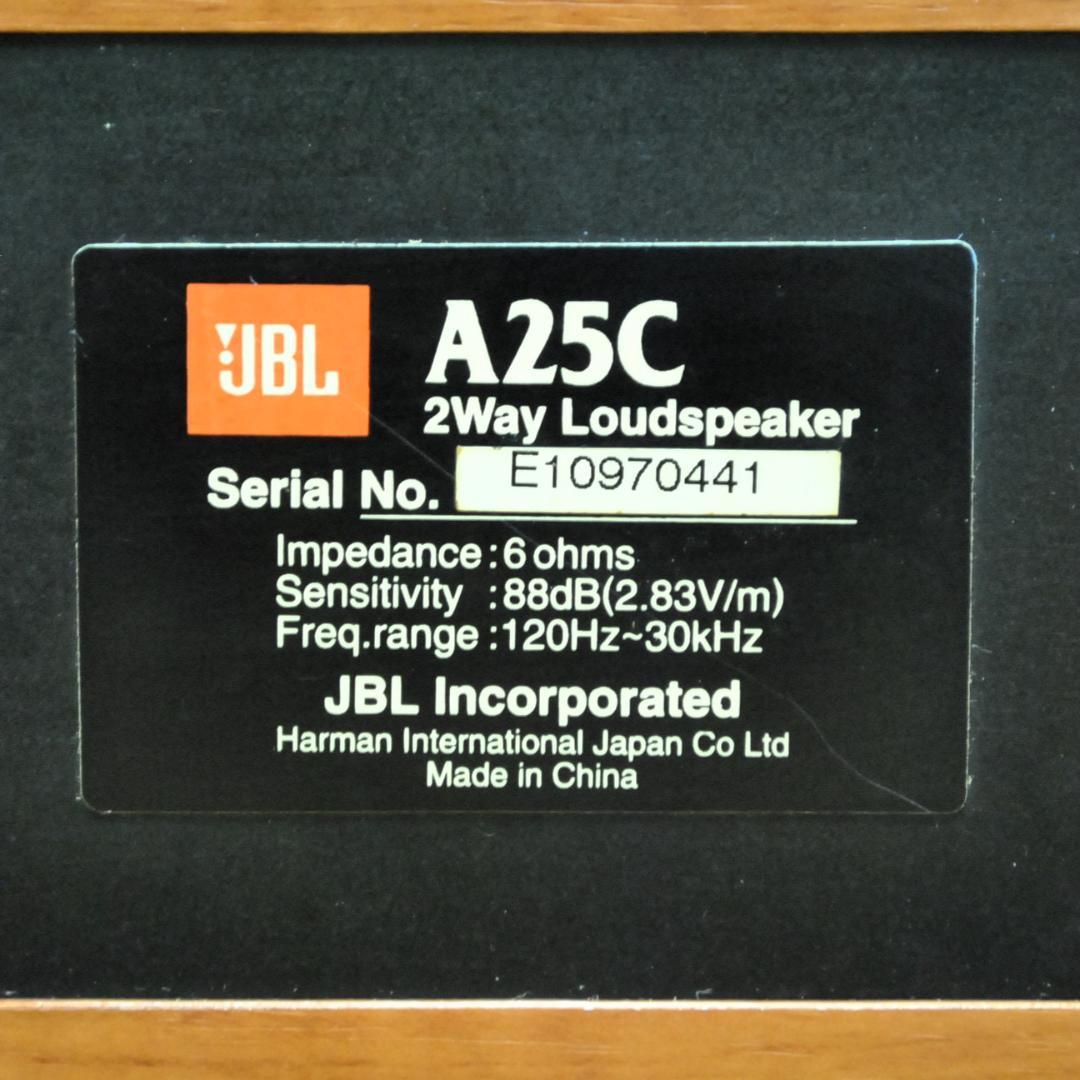 JBL
A25C
2Way Loudspeaker
Serial No. E10970441
Impedance:6 ohms
Sensitivity :88dB(2.83V/m)
Freq.range:120Hz~30kHz
JBL Incorporated
Harman International Japan Co Ltd
Made in China